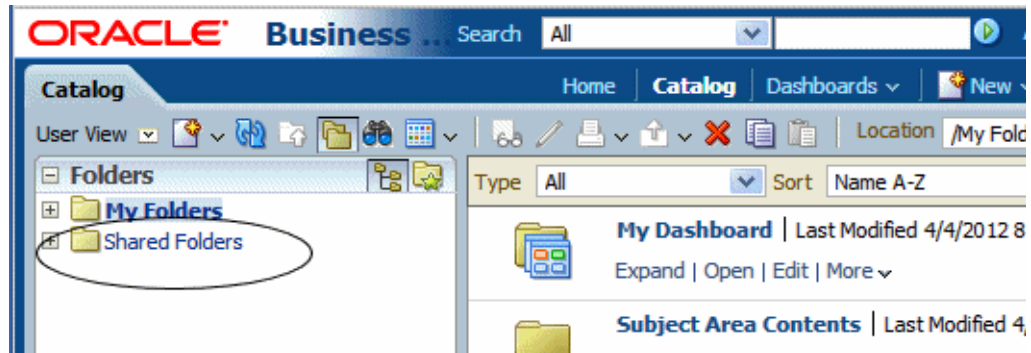 ORACLE Business ... Search All
Catalog Home Catalog Dashboards New
User View Location /My Fold
Folders Type All Sort Name A-Z
My Folders My Dashboard | Last Modified 4/4/2012 8
Shared Folders
Expand | Open | Edit | More
Subject Area Contents | Last Modified 4/